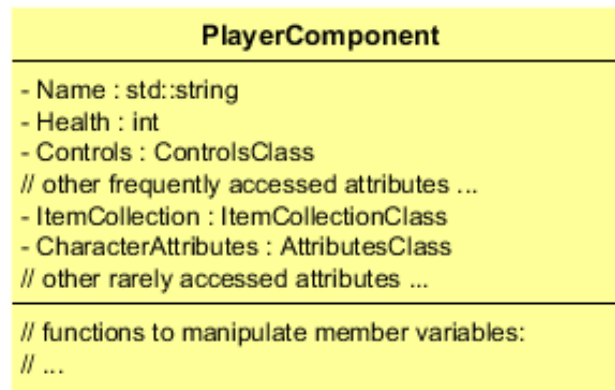 PlayerComponent
- Name : std::string
- Health : int
- Controls : ControlsClass
// other frequently accessed attributes ...
- ItemCollection : ItemCollectionClass
- CharacterAttributes : AttributesClass
// other rarely accessed attributes ...
// functions to manipulate member variables:
// ...